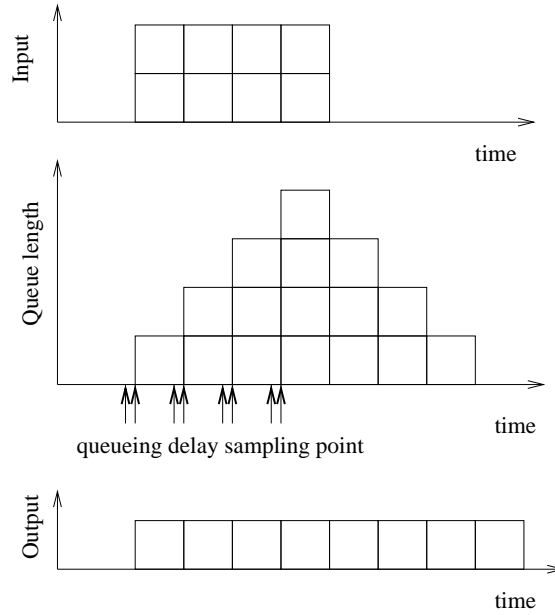 Input
time
Queue length
queueing delay sampling point
time
Output
time